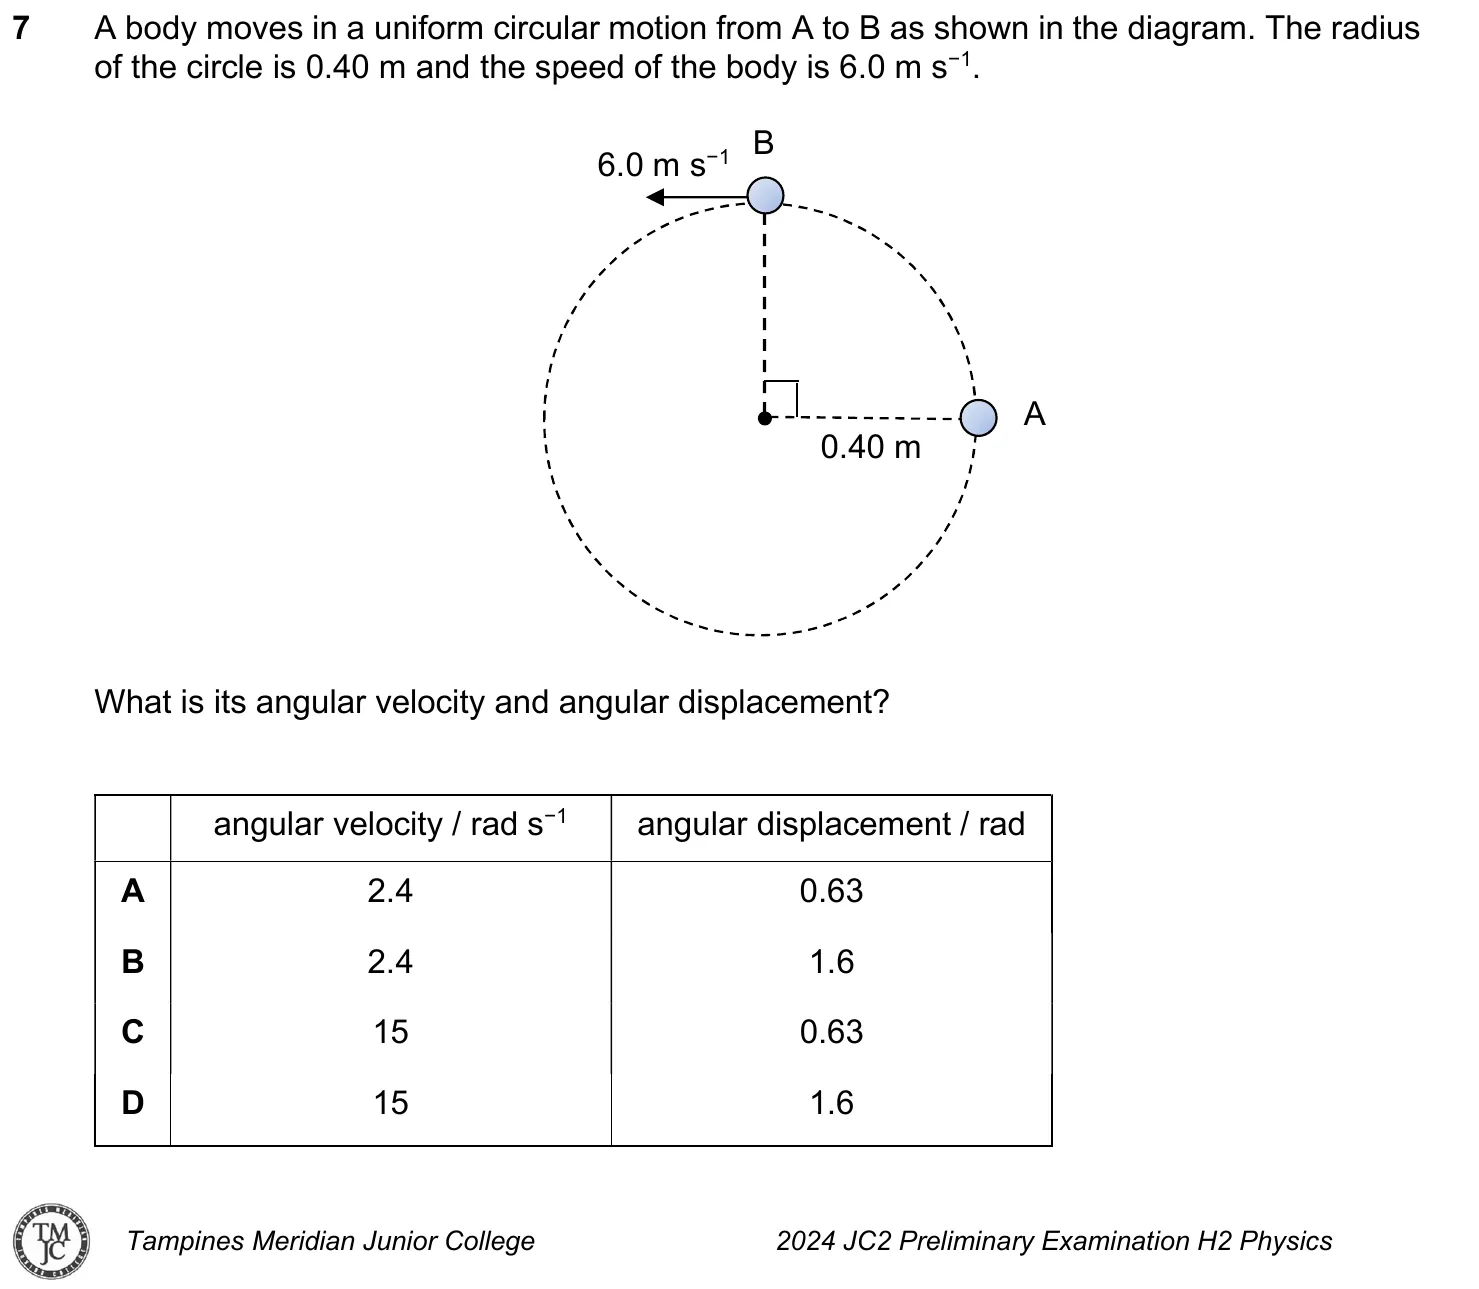 7 A body moves in a uniform circular motion from A to B as shown in the diagram. The radius
of the circle is 0.40 m and the speed of the body is 6.0 m s⁻¹.
B
6.0 m s⁻¹
A
0.40 m
What is its angular velocity and angular displacement?
angular velocity / rad s⁻¹ angular displacement / rad
A 2.4 0.63
B 2.4 1.6
C 15 0.63
D 15 1.6
TM
JC
Tampines Meridian Junior College 2024 JC2 Preliminary Examination H2 Physics